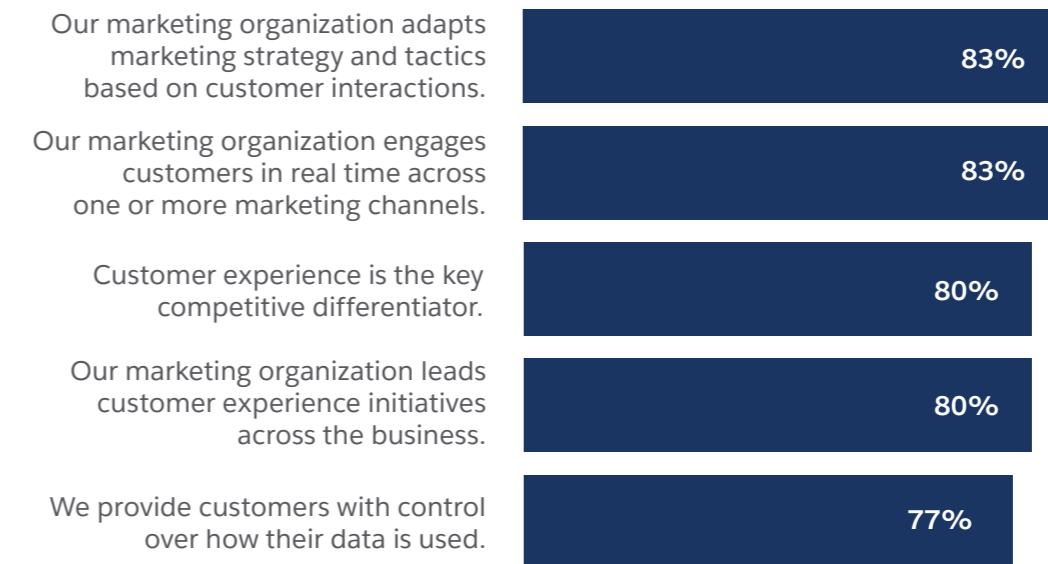 Our marketing organization adapts
marketing strategy and tactics
based on customer interactions.
83%
Our marketing organization engages
customers in real time across
one or more marketing channels.
83%
Customer experience is the key
competitive differentiator.
80%
Our marketing organization leads
customer experience initiatives
across the business.
80%
We provide customers with control
over how their data is used.
77%